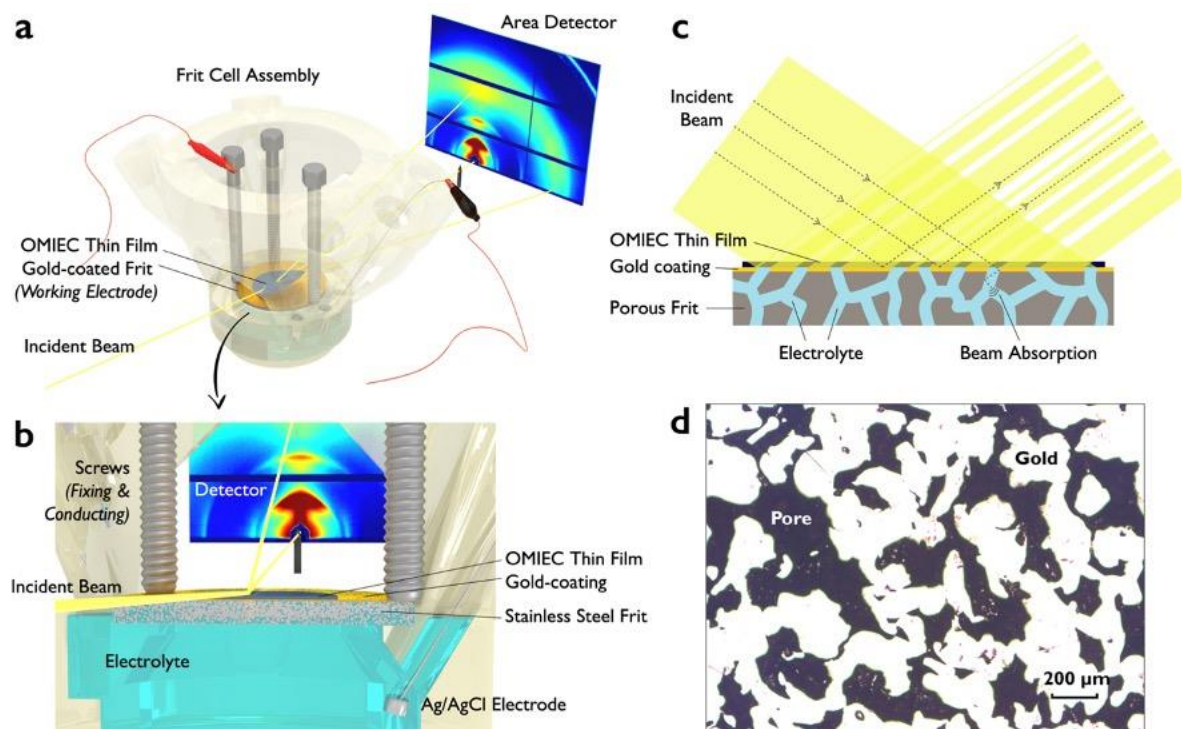 a
Frit Cell Assembly
Area Detector
OMIEC Thin Film
Gold-coated Frit
(Working Electrode)
Incident Beam
b
Screws
(Fixing &
Conducting)
Detector
Incident Beam
OMIEC Thin Film
Gold-coating
Stainless Steel Frit
Electrolyte
Ag/AgCl Electrode
c
Incident
Beam
OMIEC Thin Film
Gold coating
Porous Frit
Electrolyte
Beam Absorption
d
Gold
Pore
200 μm